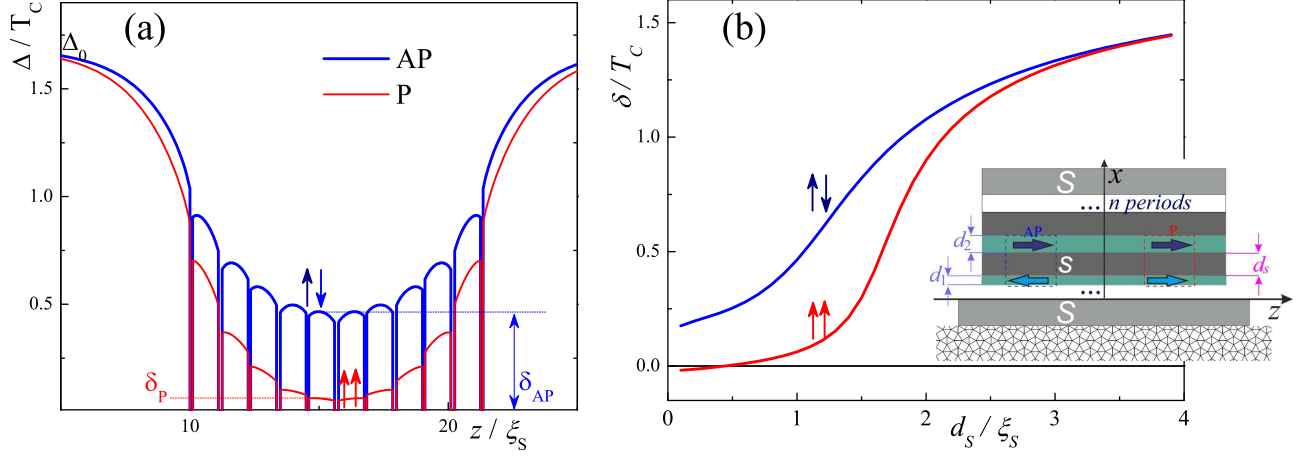 (a)
Δ / T_C
Δ_0
AP
P
1.5
1.0
0.5
δ_P
δ_AP
10
20
z / ξ_S
(b)
δ / T_C
1.5
1.0
0.5
0.0
0
1
2
3
4
d_S / ξ_S
S
x
... n periods
d_2
AP
P
S
d_s
d_1
...
z
S